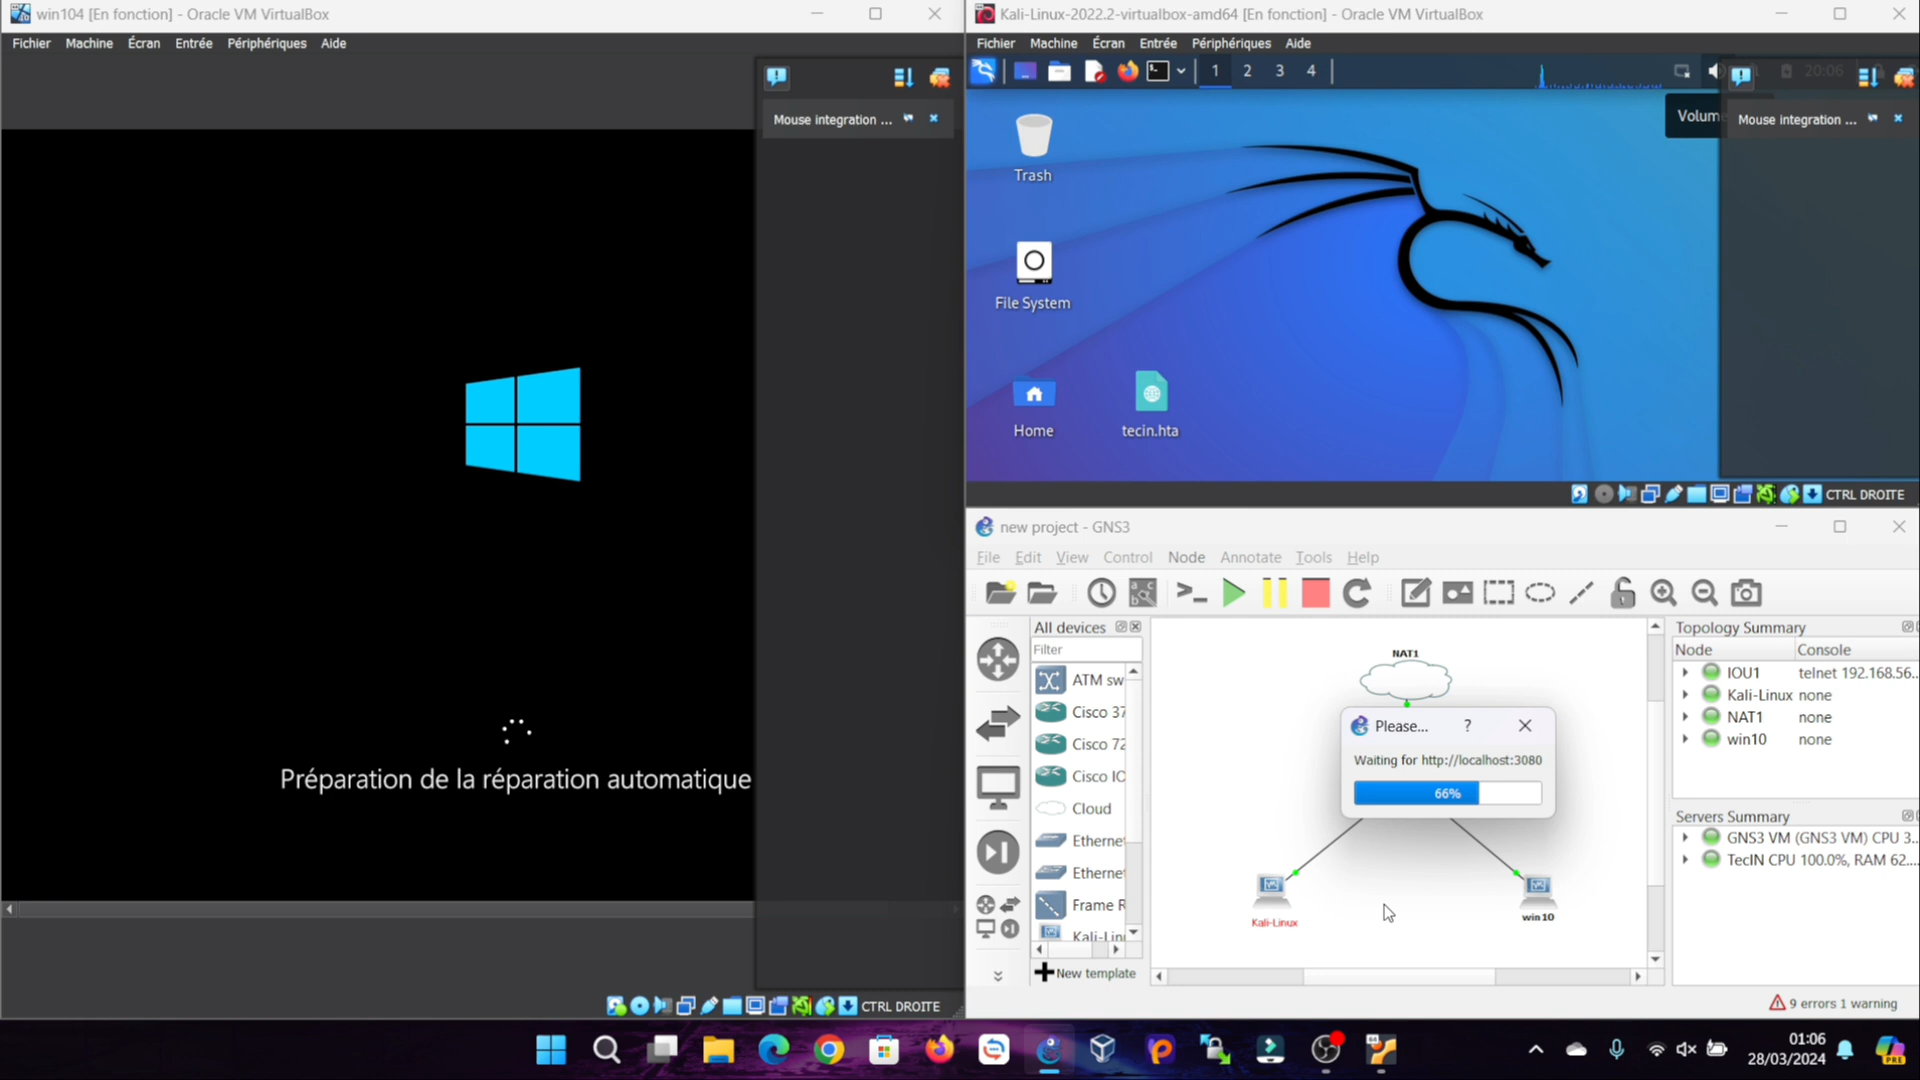 win104 [En fonction] - Oracle VM VirtualBox
Fichier Machine Écran Entrée Périphériques Aide
Mouse integration ...
Préparation de la réparation automatique
CTRL DROITE
Kali-Linux-2022.2-virtualbox-amd64 [En fonction] - Oracle VM VirtualBox
Fichier Machine Écran Entrée Périphériques Aide
1 2 3 4
20:06
Volum
Mouse integration ...
Trash
File System
Home
tecin.hta
CTRL DROITE
new project - GNS3
File Edit View Control Node Annotate Tools Help
All devices
Filter
ATM sw
Cisco 37
Cisco 72
Cisco IO
Cloud
Etherne
Etherne
Frame R
Kali-Lin
New template
NAT1
Please... ?
Waiting for http://localhost:3080
66%
Kali-Linux
win10
Topology Summary
Node Console
IOU1 telnet 192.168.56...
Kali-Linux none
NAT1 none
win10 none
Servers Summary
GNS3 VM (GNS3 VM) CPU 3...
TecIN CPU 100.0%, RAM 62....
9 errors 1 warning
01:06
28/03/2024
PRE